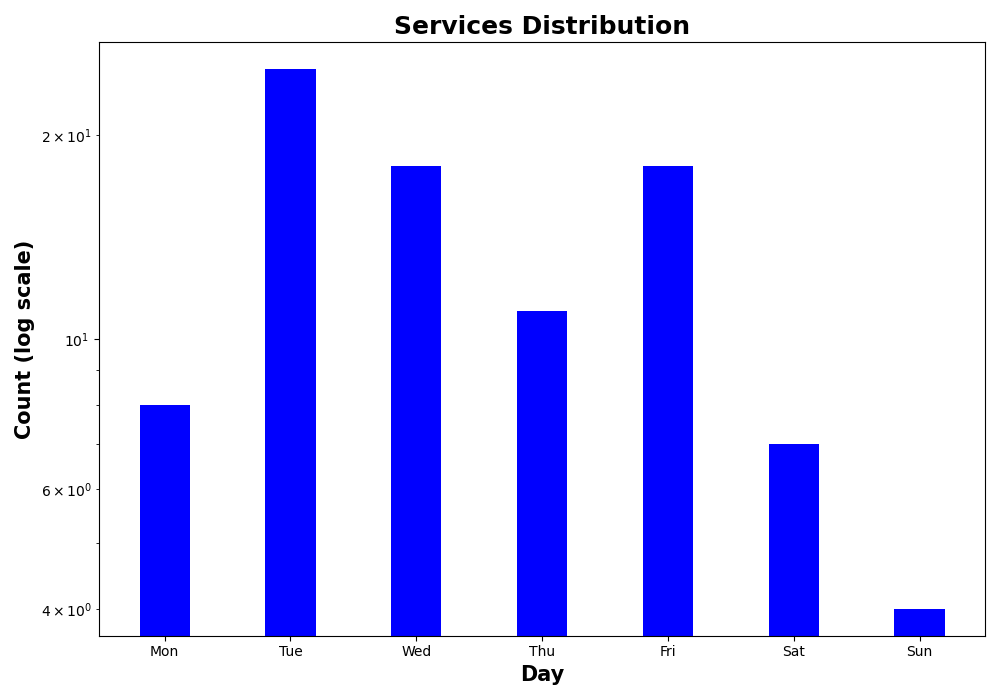 Services Distribution
Count (log scale)
2 × 10¹
10¹
6 × 10⁰
4 × 10⁰
Mon Tue Wed Thu Fri Sat Sun
Day